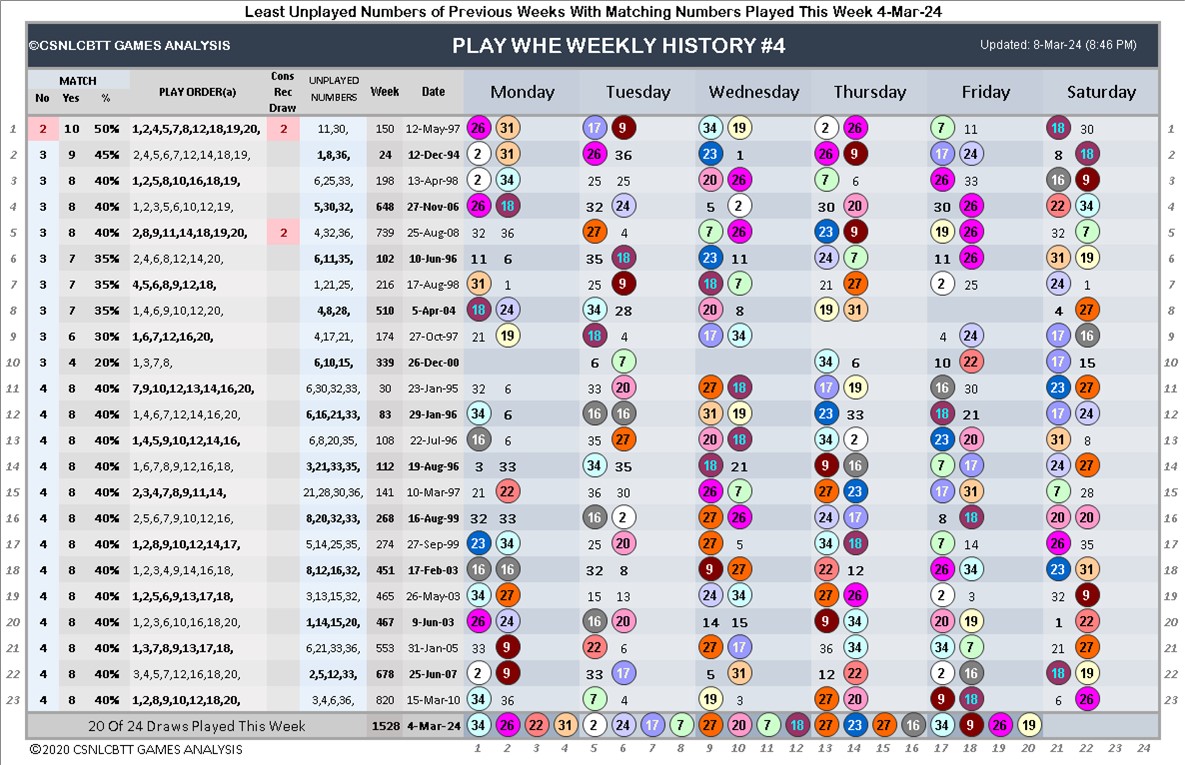 Least Unplayed Numbers of Previous Weeks With Matching Numbers Played This Week 4-Mar-24
©CSNLCBTT GAMES ANALYSIS PLAY WHE WEEKLY HISTORY #4 Updated: 8-Mar-24 (8:46 PM)
MATCH
No Yes % PLAY ORDER(a) Cons Rec Draw UNPLAYED NUMBERS Week Date Monday Tuesday Wednesday Thursday Friday Saturday
1 2 10 50% 1,2,4,5,7,8,12,18,19,20, 2 11,30, 150 12-May-97 26 31 17 9 34 19 2 26 7 11 18 30 1
2 3 9 45% 2,4,5,6,7,12,14,18,19, 1,8,36, 24 12-Dec-94 2 31 26 36 23 1 26 9 17 24 8 18 2
3 3 8 40% 1,2,5,8,10,16,18,19, 6,25,33, 198 13-Apr-98 2 34 25 25 20 26 7 6 26 33 16 9 3
4 3 8 40% 1,2,3,5,6,10,12,19, 5,30,32, 648 27-Nov-06 26 18 32 24 5 2 30 20 30 26 22 34 4
5 3 8 40% 2,8,9,11,14,18,19,20, 2 4,32,36, 739 25-Aug-08 32 36 27 4 7 26 23 9 19 26 32 7 5
6 3 7 35% 2,4,6,8,12,14,20, 6,11,35, 102 10-Jun-96 11 6 35 18 23 11 24 7 11 26 31 19 6
7 3 7 35% 4,5,6,8,9,12,18, 1,21,25, 216 17-Aug-98 31 1 25 9 18 7 21 27 2 25 24 1 7
8 3 7 35% 1,4,6,9,10,12,20, 4,8,28, 510 5-Apr-04 18 24 34 28 20 8 19 31 4 27 8
9 3 6 30% 1,6,7,12,16,20, 4,17,21, 174 27-Oct-97 21 19 18 4 17 34 4 24 17 16 9
10 3 4 20% 1,3,7,8, 6,10,15, 339 26-Dec-00 6 7 34 6 10 22 17 15 10
11 4 8 40% 7,9,10,12,13,14,16,20, 6,30,32,33, 30 23-Jan-95 32 6 33 20 27 18 17 19 16 30 23 27 11
12 4 8 40% 1,4,6,7,12,14,16,20, 6,16,21,33, 83 29-Jan-96 34 6 16 16 31 19 23 33 18 21 17 24 12
13 4 8 40% 1,4,5,9,10,12,14,16, 6,8,20,35, 108 22-Jul-96 16 6 35 27 20 18 34 2 23 20 31 8 13
14 4 8 40% 1,6,7,8,9,12,16,18, 3,21,33,35, 112 19-Aug-96 3 33 34 35 18 21 9 16 7 17 24 27 14
15 4 8 40% 2,3,4,7,8,9,11,14, 21,28,30,36, 141 10-Mar-97 21 22 36 30 26 7 27 23 17 31 7 28 15
16 4 8 40% 2,5,6,7,9,10,12,16, 8,20,32,33, 268 16-Aug-99 32 33 16 2 27 26 24 17 8 18 20 20 16
17 4 8 40% 1,2,8,9,10,12,14,17, 5,14,25,35, 274 27-Sep-99 23 34 25 20 27 5 34 18 7 14 26 35 17
18 4 8 40% 1,2,3,4,9,14,16,18, 8,12,16,32, 451 17-Feb-03 16 16 32 8 9 27 22 12 26 34 23 31 18
19 4 8 40% 1,2,5,6,9,13,17,18, 3,13,15,32, 465 26-May-03 34 27 15 13 24 34 27 26 2 3 32 9 19
20 4 8 40% 1,2,3,6,10,16,18,20, 1,14,15,20, 467 9-Jun-03 26 24 16 20 14 15 9 34 20 19 1 22 20
21 4 8 40% 1,3,7,8,9,13,17,18, 6,21,33,36, 553 31-Jan-05 33 9 22 6 27 17 36 34 34 7 21 27 21
22 4 8 40% 3,4,5,7,12,16,18,20, 2,5,12,33, 678 25-Jun-07 2 9 33 17 5 31 12 22 2 16 18 19 22
23 4 8 40% 1,2,8,9,10,12,18,20, 3,4,6,36, 820 15-Mar-10 34 36 7 4 19 3 27 20 9 18 6 26 23
20 Of 24 Draws Played This Week 1528 4-Mar-24 34 26 22 31 2 24 17 7 27 20 7 18 27 23 27 16 34 9 26 19
©2020 CSNLCBTT GAMES ANALYSIS 1 2 3 4 5 6 7 8 9 10 11 12 13 14 15 16 17 18 19 20 21 22 23 24